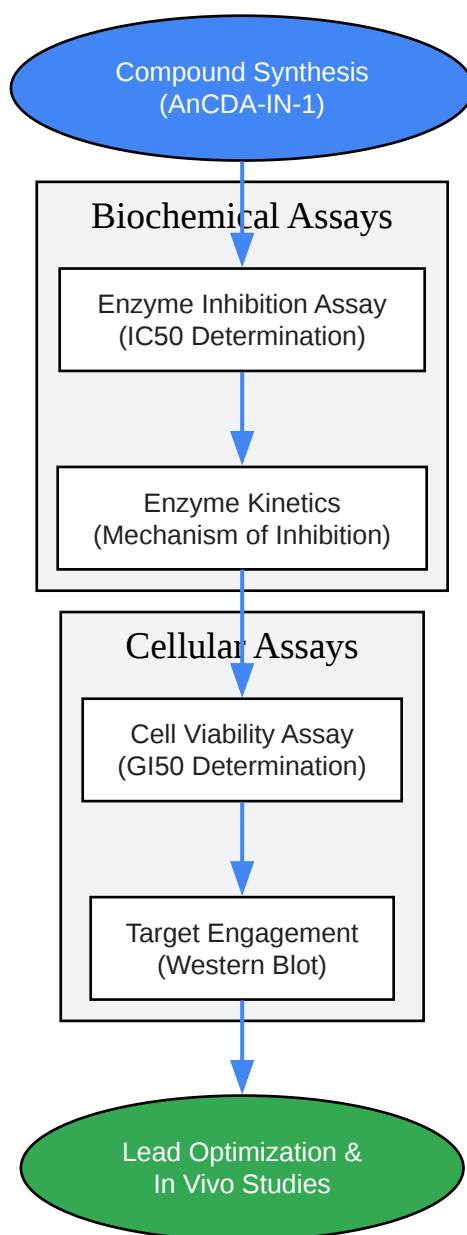 Compound Synthesis
(AnCDA-IN-1)
Biochemical Assays
Enzyme Inhibition Assay
(IC50 Determination)
Enzyme Kinetics
(Mechanism of Inhibition)
Cellular Assays
Cell Viability Assay
(GI50 Determination)
Target Engagement
(Western Blot)
Lead Optimization &
In Vivo Studies